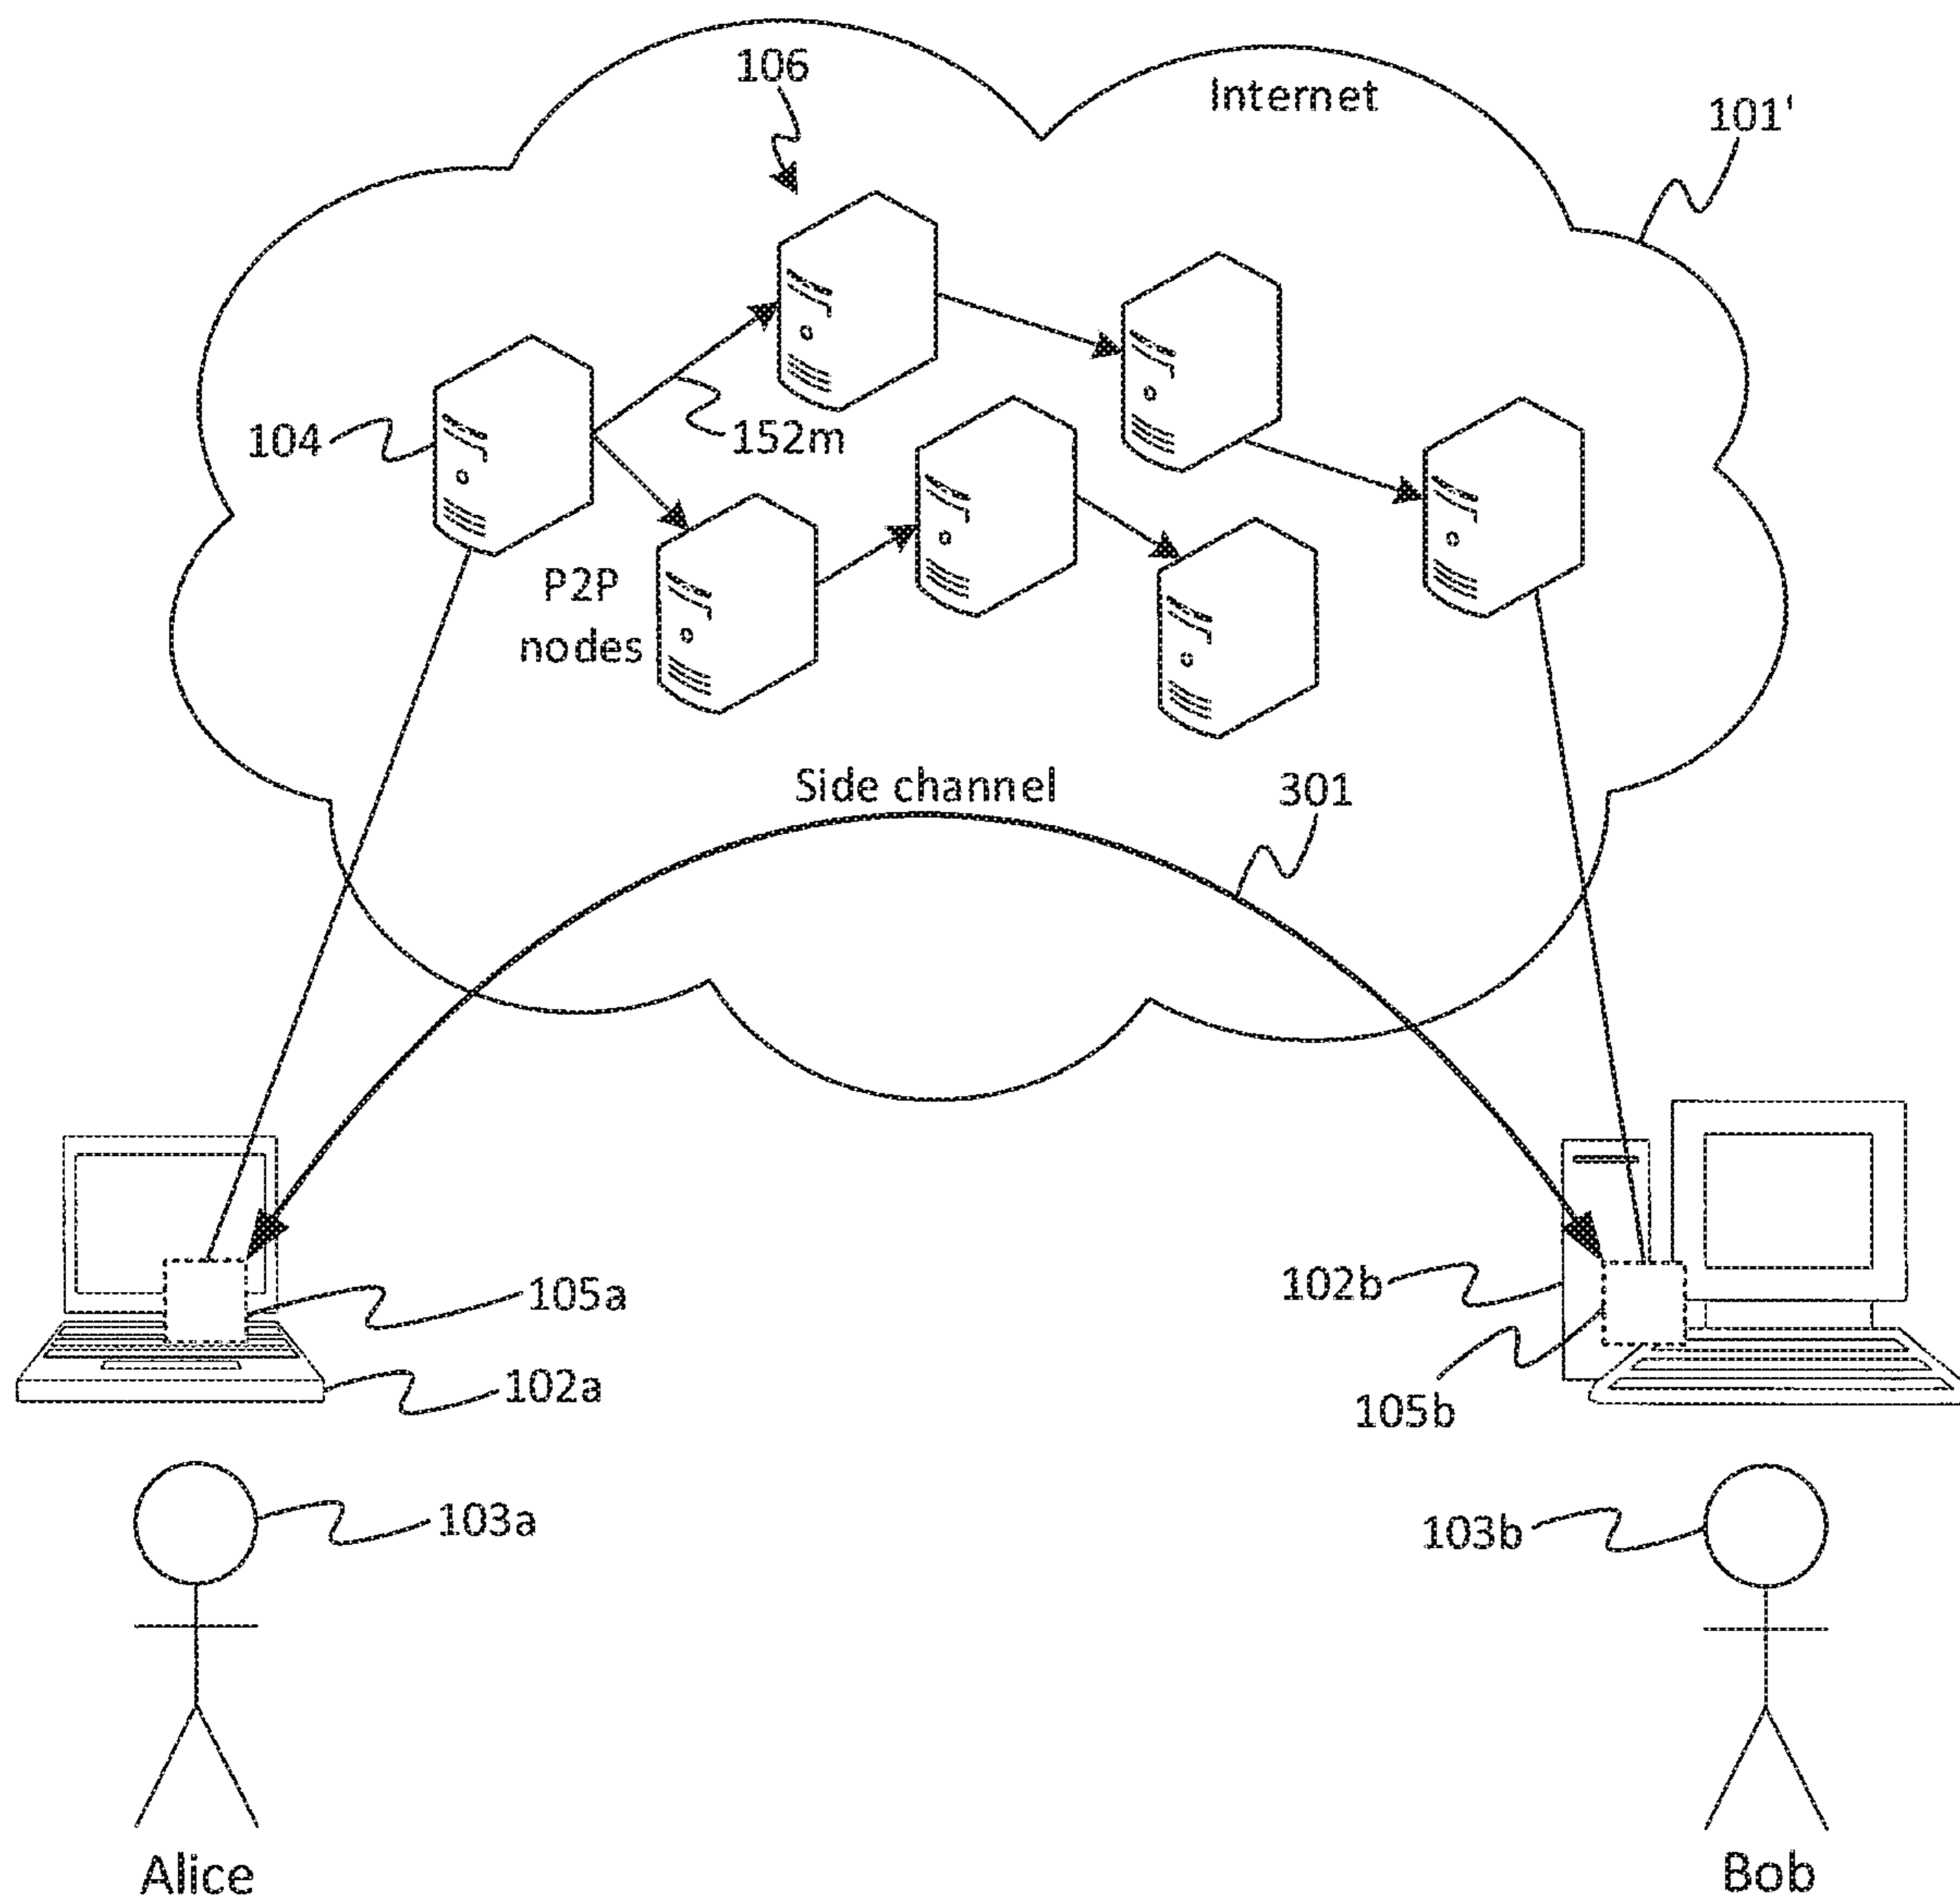 106
Internet
101'
104
152m
P2P
nodes
Side channel
301
105a
102b
102a
105b
103a
103b
Alice
Bob